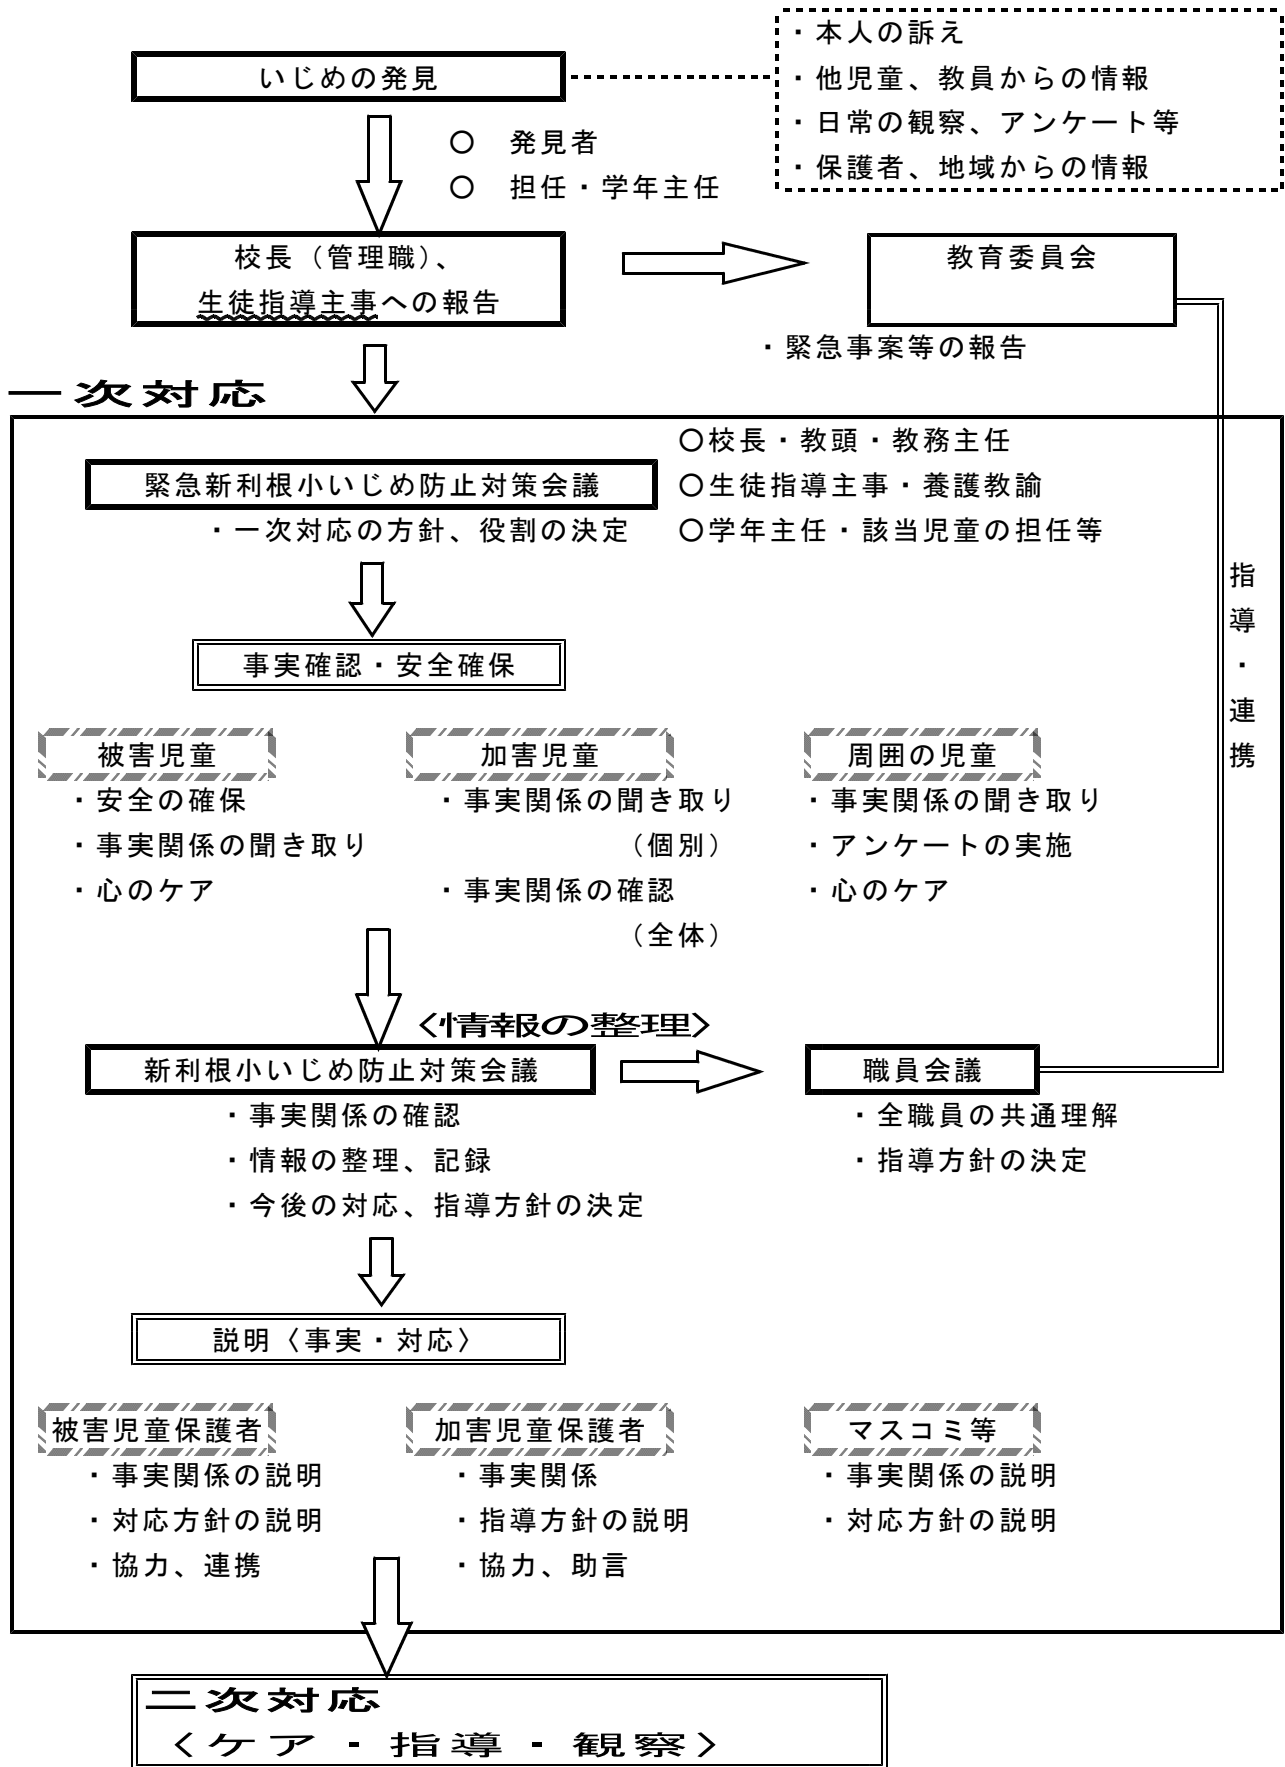 ・本人の訴え
いじめの発見
・他児童、教員からの情報
・日常の観察、アンケート等
○　発見者
・保護者、地域からの情報
○　担任・学年主任
校長（管理職）、
生徒指導主事への報告
教育委員会
・緊急事案等の報告
一次対応
○校長・教頭・教務主任
緊急新利根小いじめ防止対策会議
○生徒指導主事・養護教諭
・一次対応の方針、役割の決定
○学年主任・該当児童の担任等
指導・連携
事実確認・安全確保
被害児童
・安全の確保
・事実関係の聞き取り
・心のケア
加害児童
・事実関係の聞き取り
（個別）
・事実関係の確認
（全体）
周囲の児童
・事実関係の聞き取り
・アンケートの実施
・心のケア
〈情報の整理〉
新利根小いじめ防止対策会議
・事実関係の確認
・情報の整理、記録
・今後の対応、指導方針の決定
職員会議
・全職員の共通理解
・指導方針の決定
説明〈事実・対応〉
被害児童保護者
・事実関係の説明
・対応方針の説明
・協力、連携
加害児童保護者
・事実関係
・指導方針の説明
・協力、助言
マスコミ等
・事実関係の説明
・対応方針の説明
二次対応
〈ケア・指導・観察〉